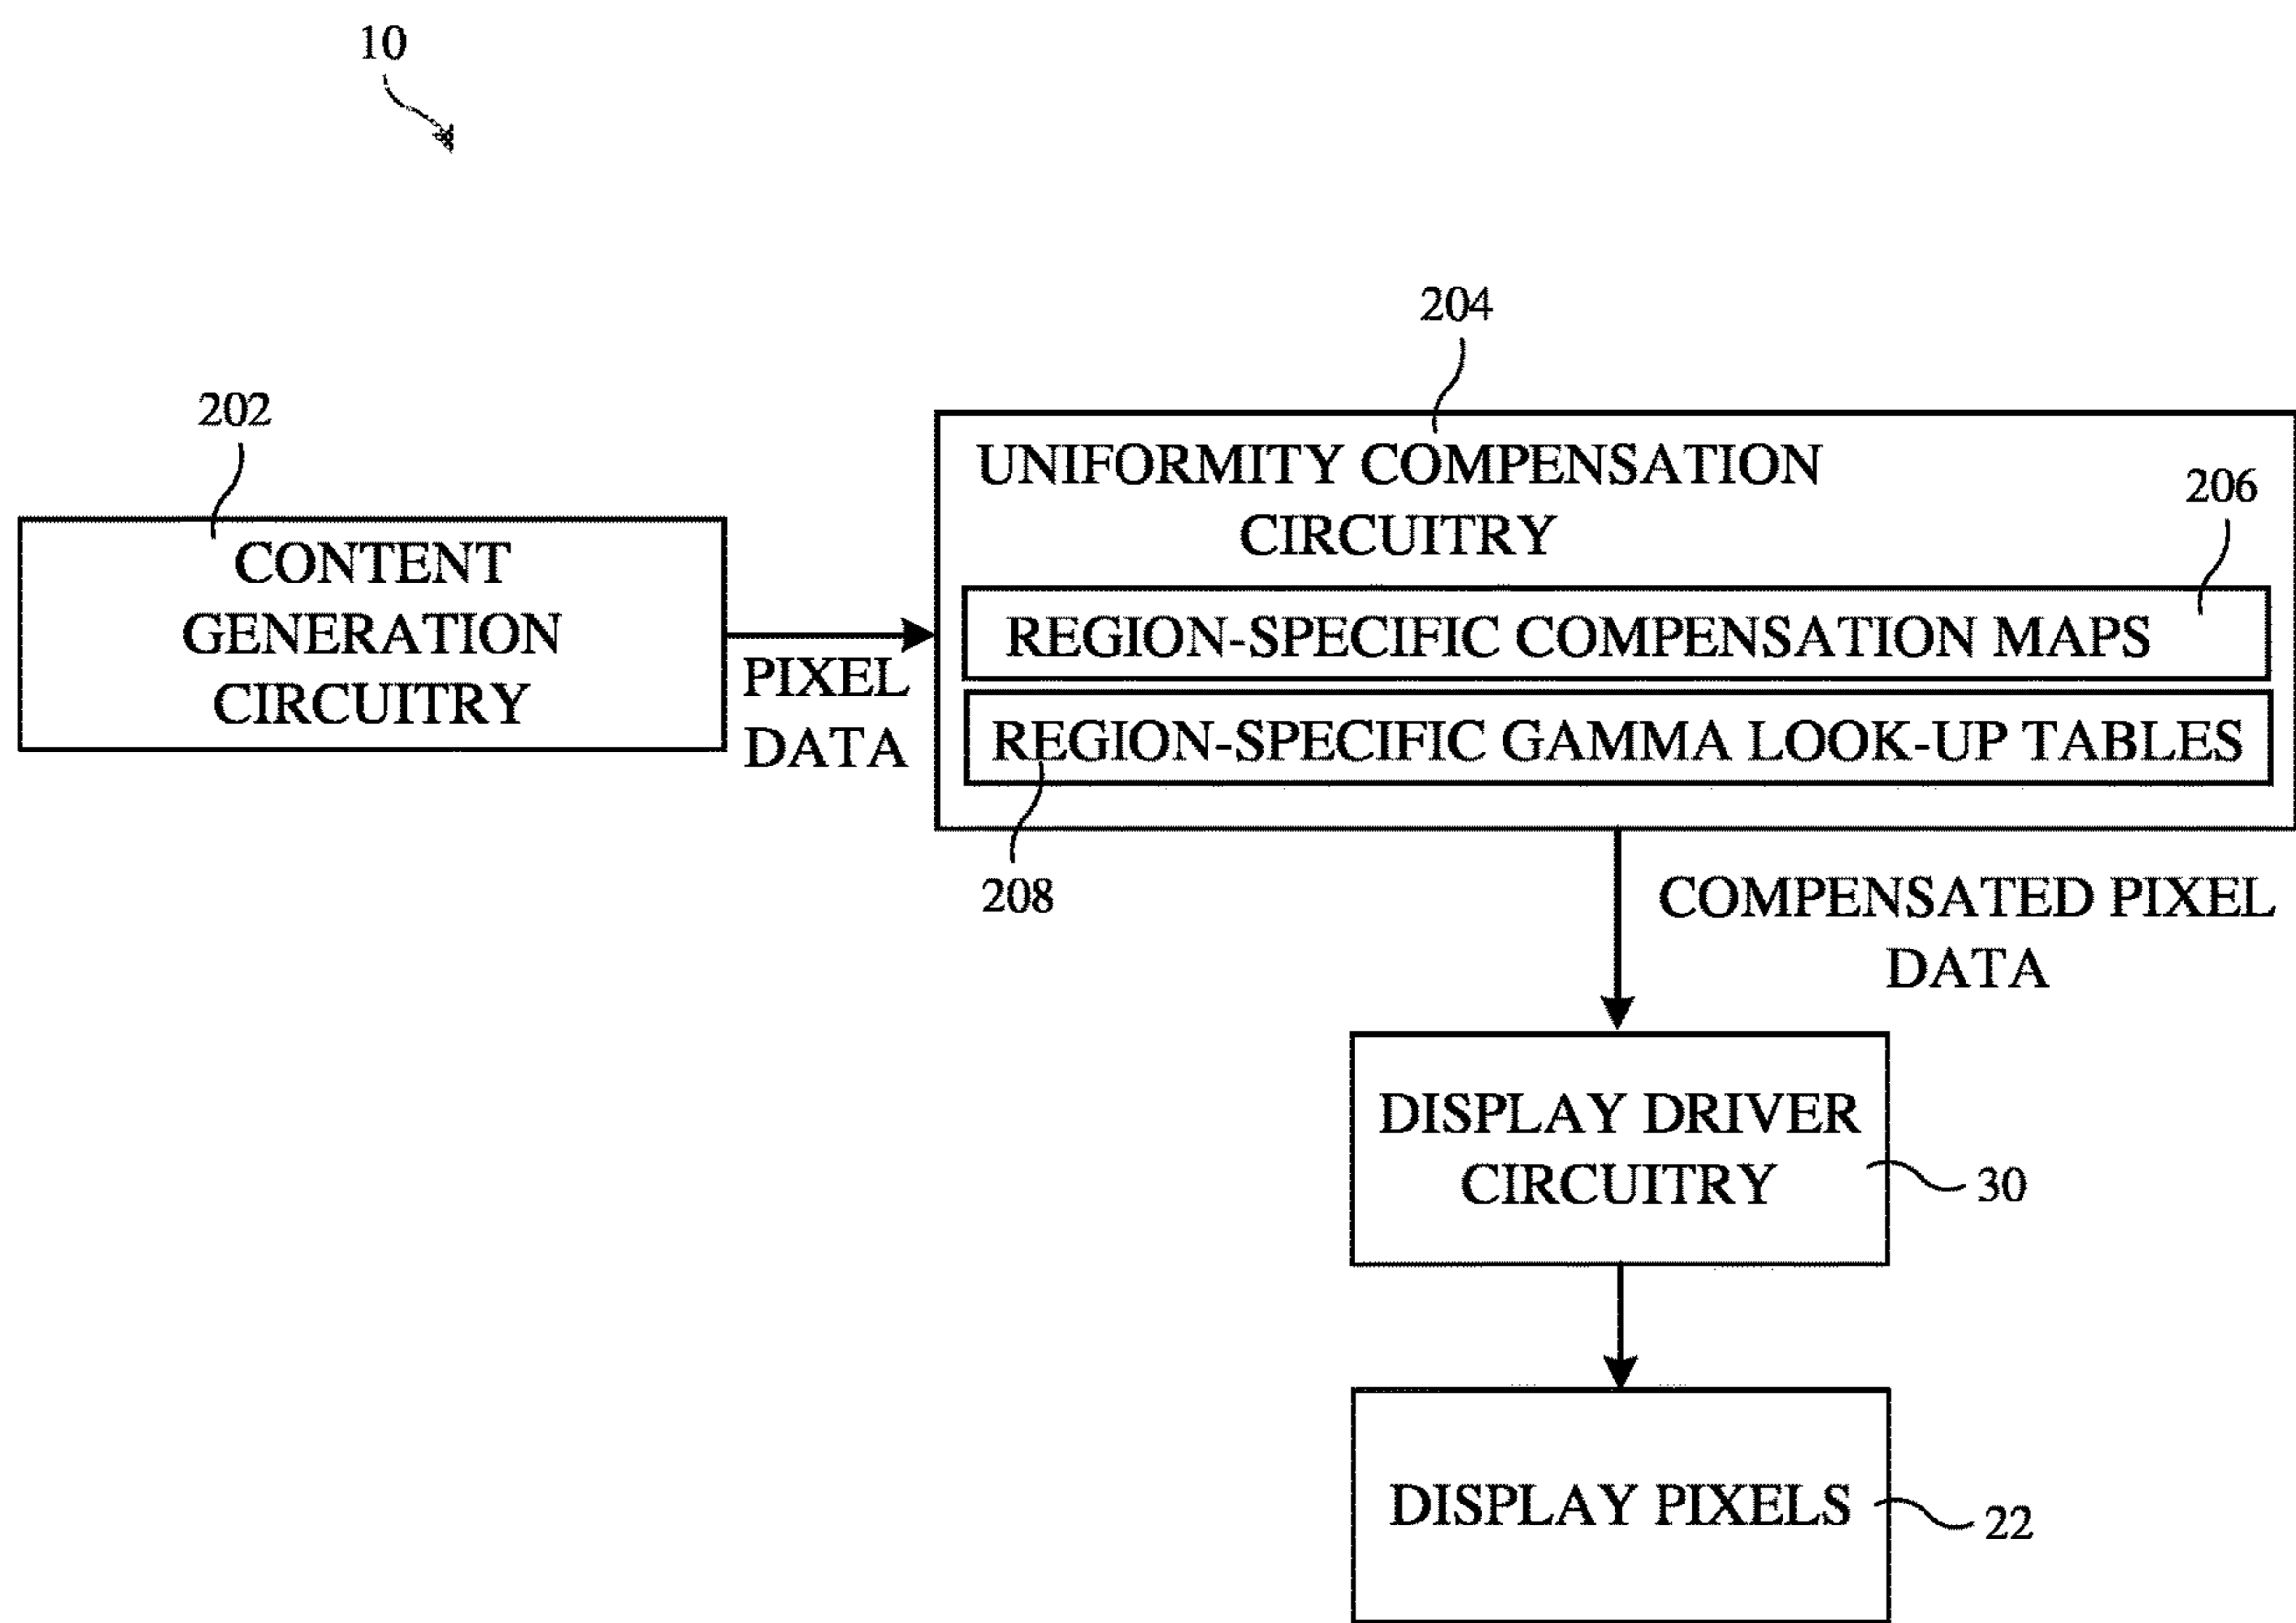 10
204
202
UNIFORMITY COMPENSATION
CIRCUITRY
206
CONTENT
GENERATION
CIRCUITRY
REGION-SPECIFIC COMPENSATION MAPS
PIXEL
DATA
REGION-SPECIFIC GAMMA LOOK-UP TABLES
208
COMPENSATED PIXEL
DATA
DISPLAY DRIVER
CIRCUITRY
30
DISPLAY PIXELS
22